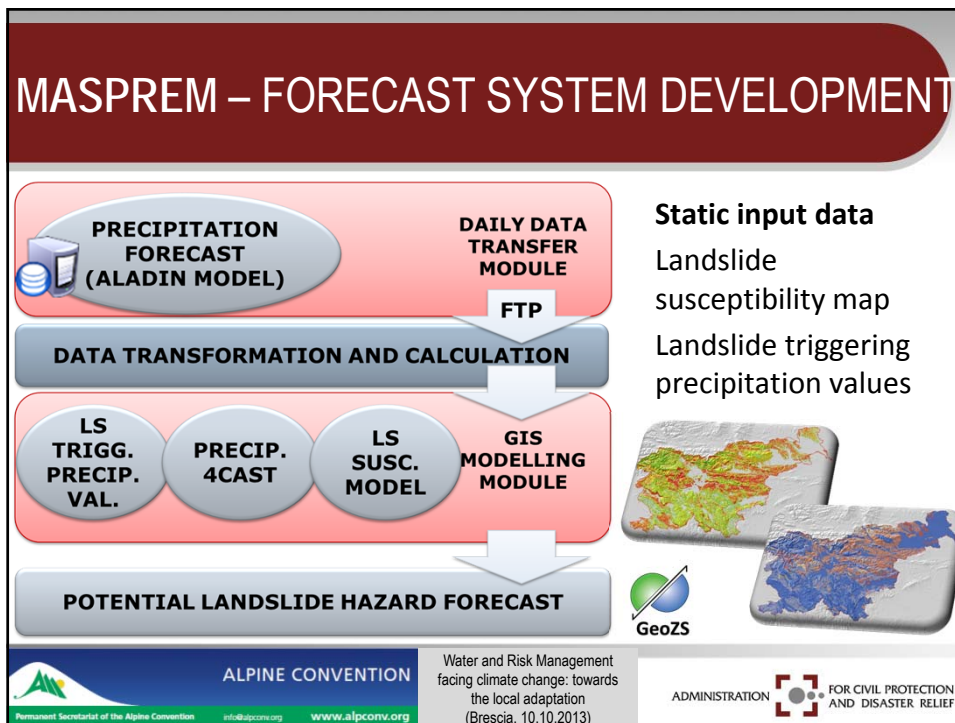 MASPREM – FORECAST SYSTEM DEVELOPMENT
PRECIPITATION
FORECAST
(ALADIN MODEL)
DAILY DATA
TRANSFER
MODULE
FTP
DATA TRANSFORMATION AND CALCULATION
LS
TRIGG.
PRECIP.
VAL.
PRECIP.
4CAST
LS
SUSC.
MODEL
GIS
MODELLING
MODULE
POTENTIAL LANDSLIDE HAZARD FORECAST
Static input data
Landslide
susceptibility map
Landslide triggering
precipitation values
GeoZS
ALPINE CONVENTION
Permanent Secretariat of the Alpine Convention
info@alpconv.org
www.alpconv.org
Water and Risk Management
facing climate change: towards
the local adaptation
(Brescia, 10.10.2013)
ADMINISTRATION
FOR CIVIL PROTECTION
AND DISASTER RELIEF